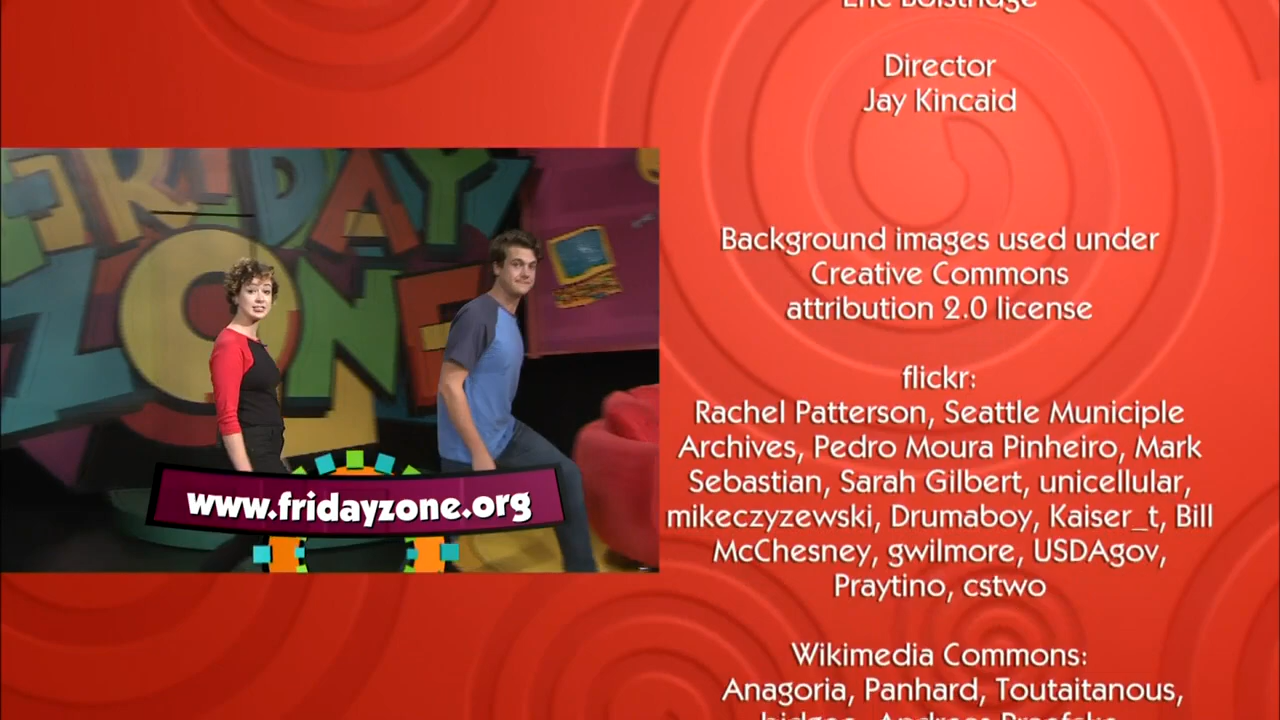 Director
Jay Kincaid
FRIDAY
ZONE
www.fridayzone.org
Background images used under
Creative Commons
attribution 2.0 license
flickr:
Rachel Patterson, Seattle Municiple
Archives, Pedro Moura Pinheiro, Mark
Sebastian, Sarah Gilbert, unicellular,
mikeczyzewski, Drumaboy, Kaiser_t, Bill
McChesney, gwilmore, USDAgov,
Praytino, cstwo
Wikimedia Commons:
Anagoria, Panhard, Toutaitanous,